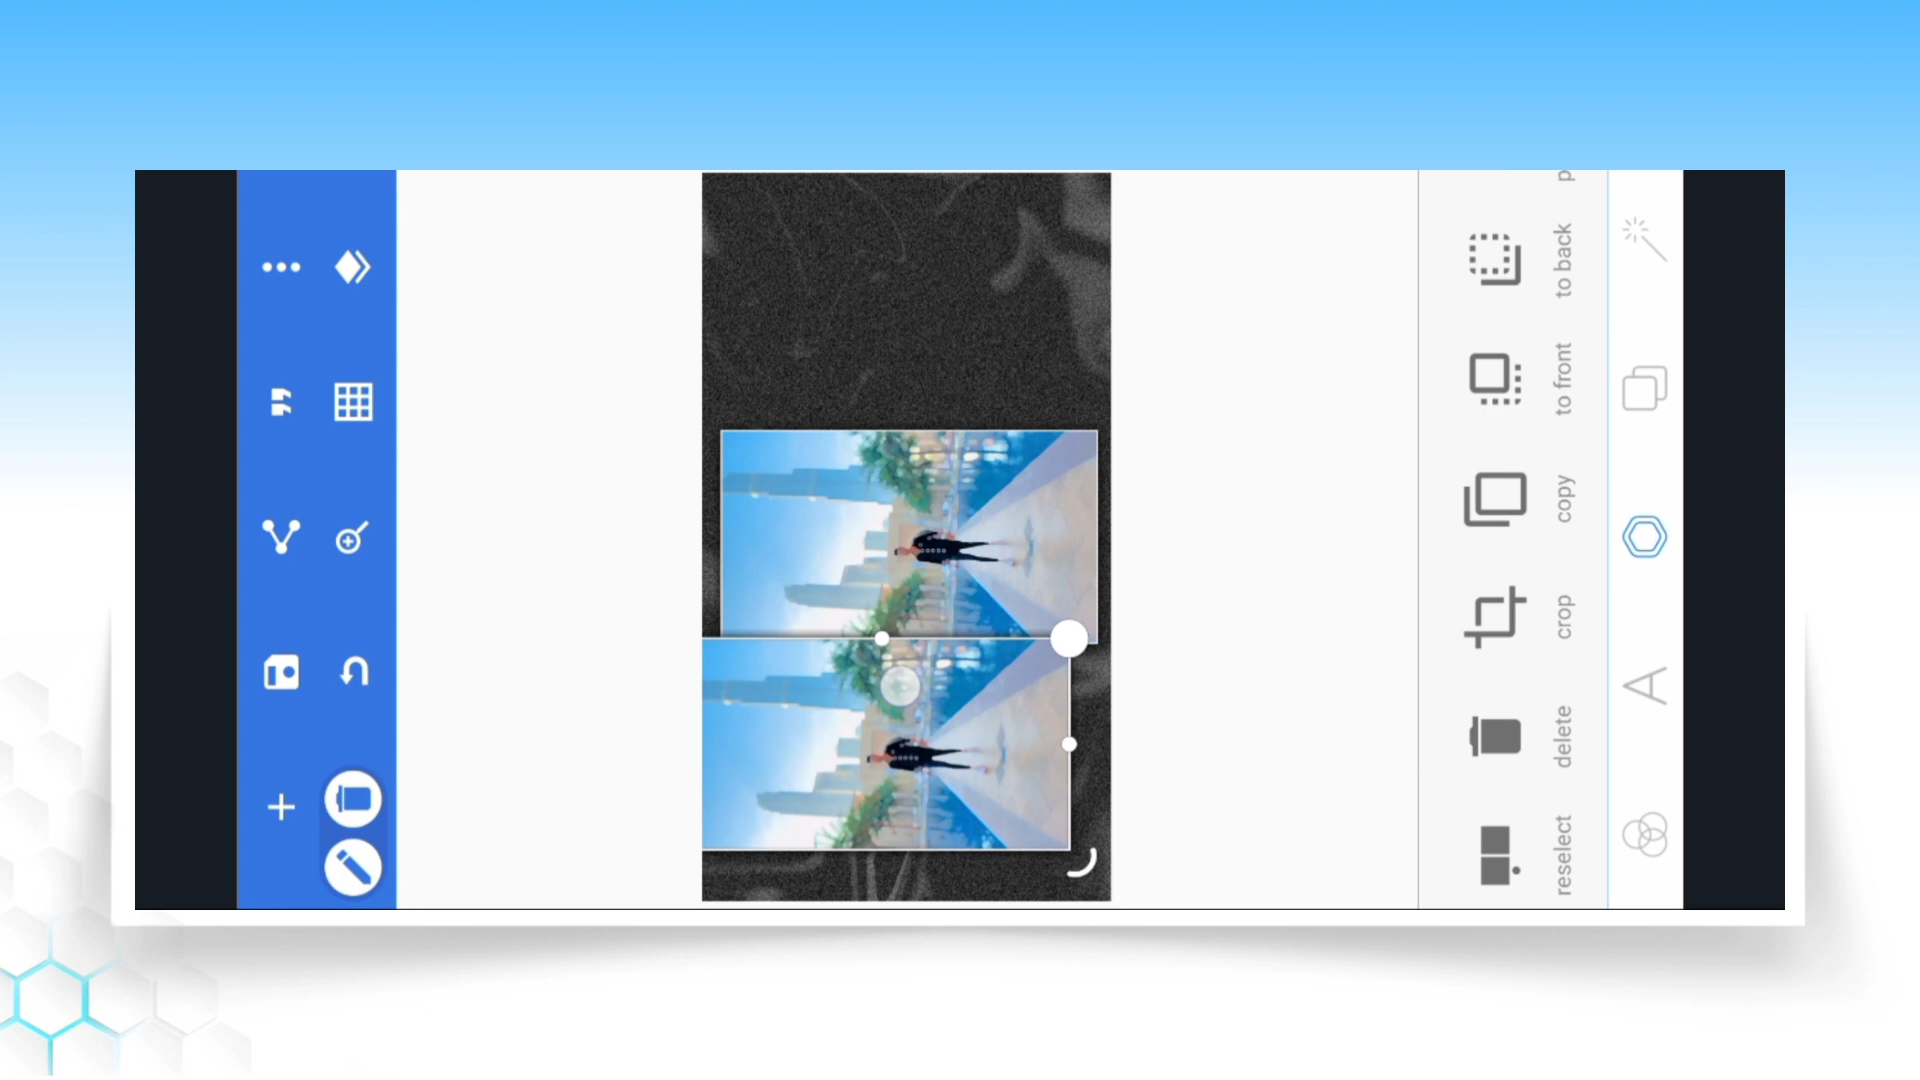 reselect
delete
crop
copy
to front
to back
p